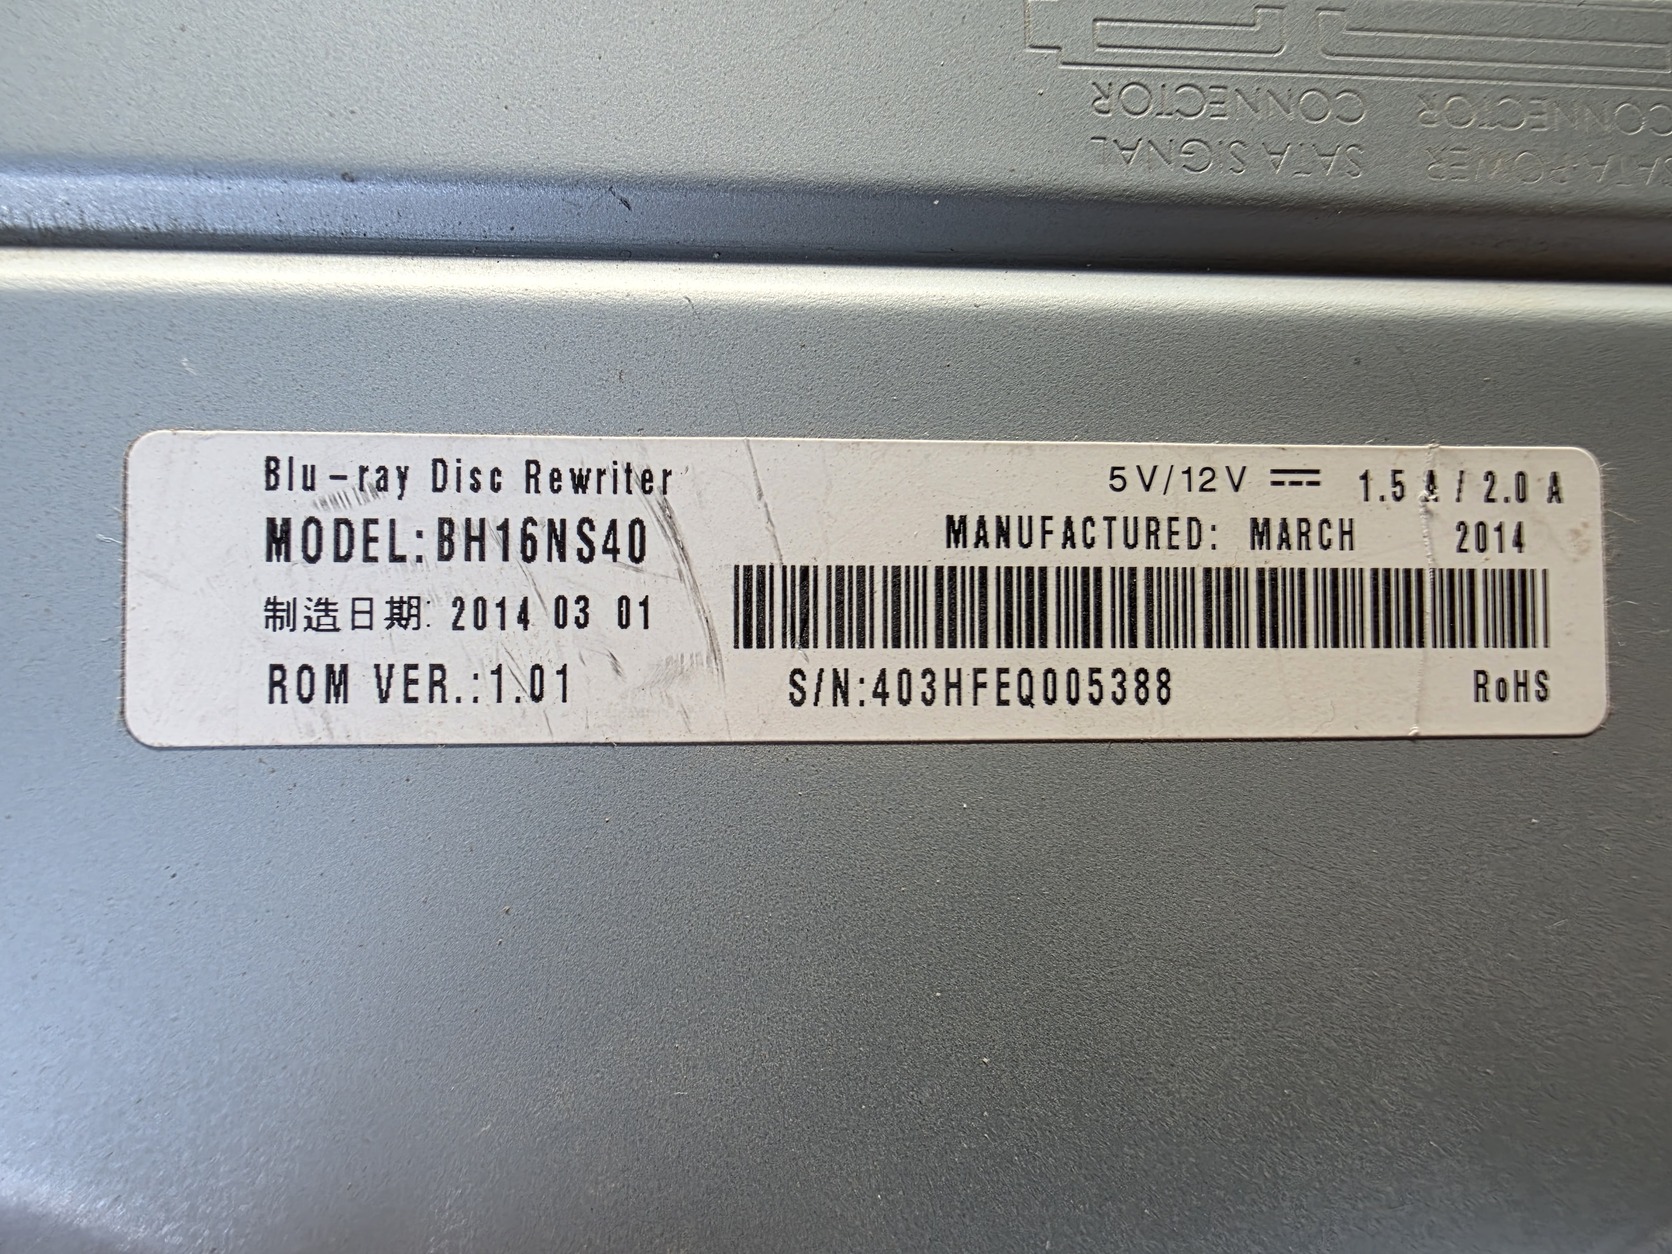 SATA SIGNAL
CONNECTOR
SATA POWER
CONNECTOR
Blu-ray Disc Rewriter
5V/12V ⎓ 1.5 A / 2.0 A
MODEL:BH16NS40
MANUFACTURED: MARCH 2014
制造日期: 2014 03 01
ROM VER.:1.01
S/N:403HFEQ005388
RoHS